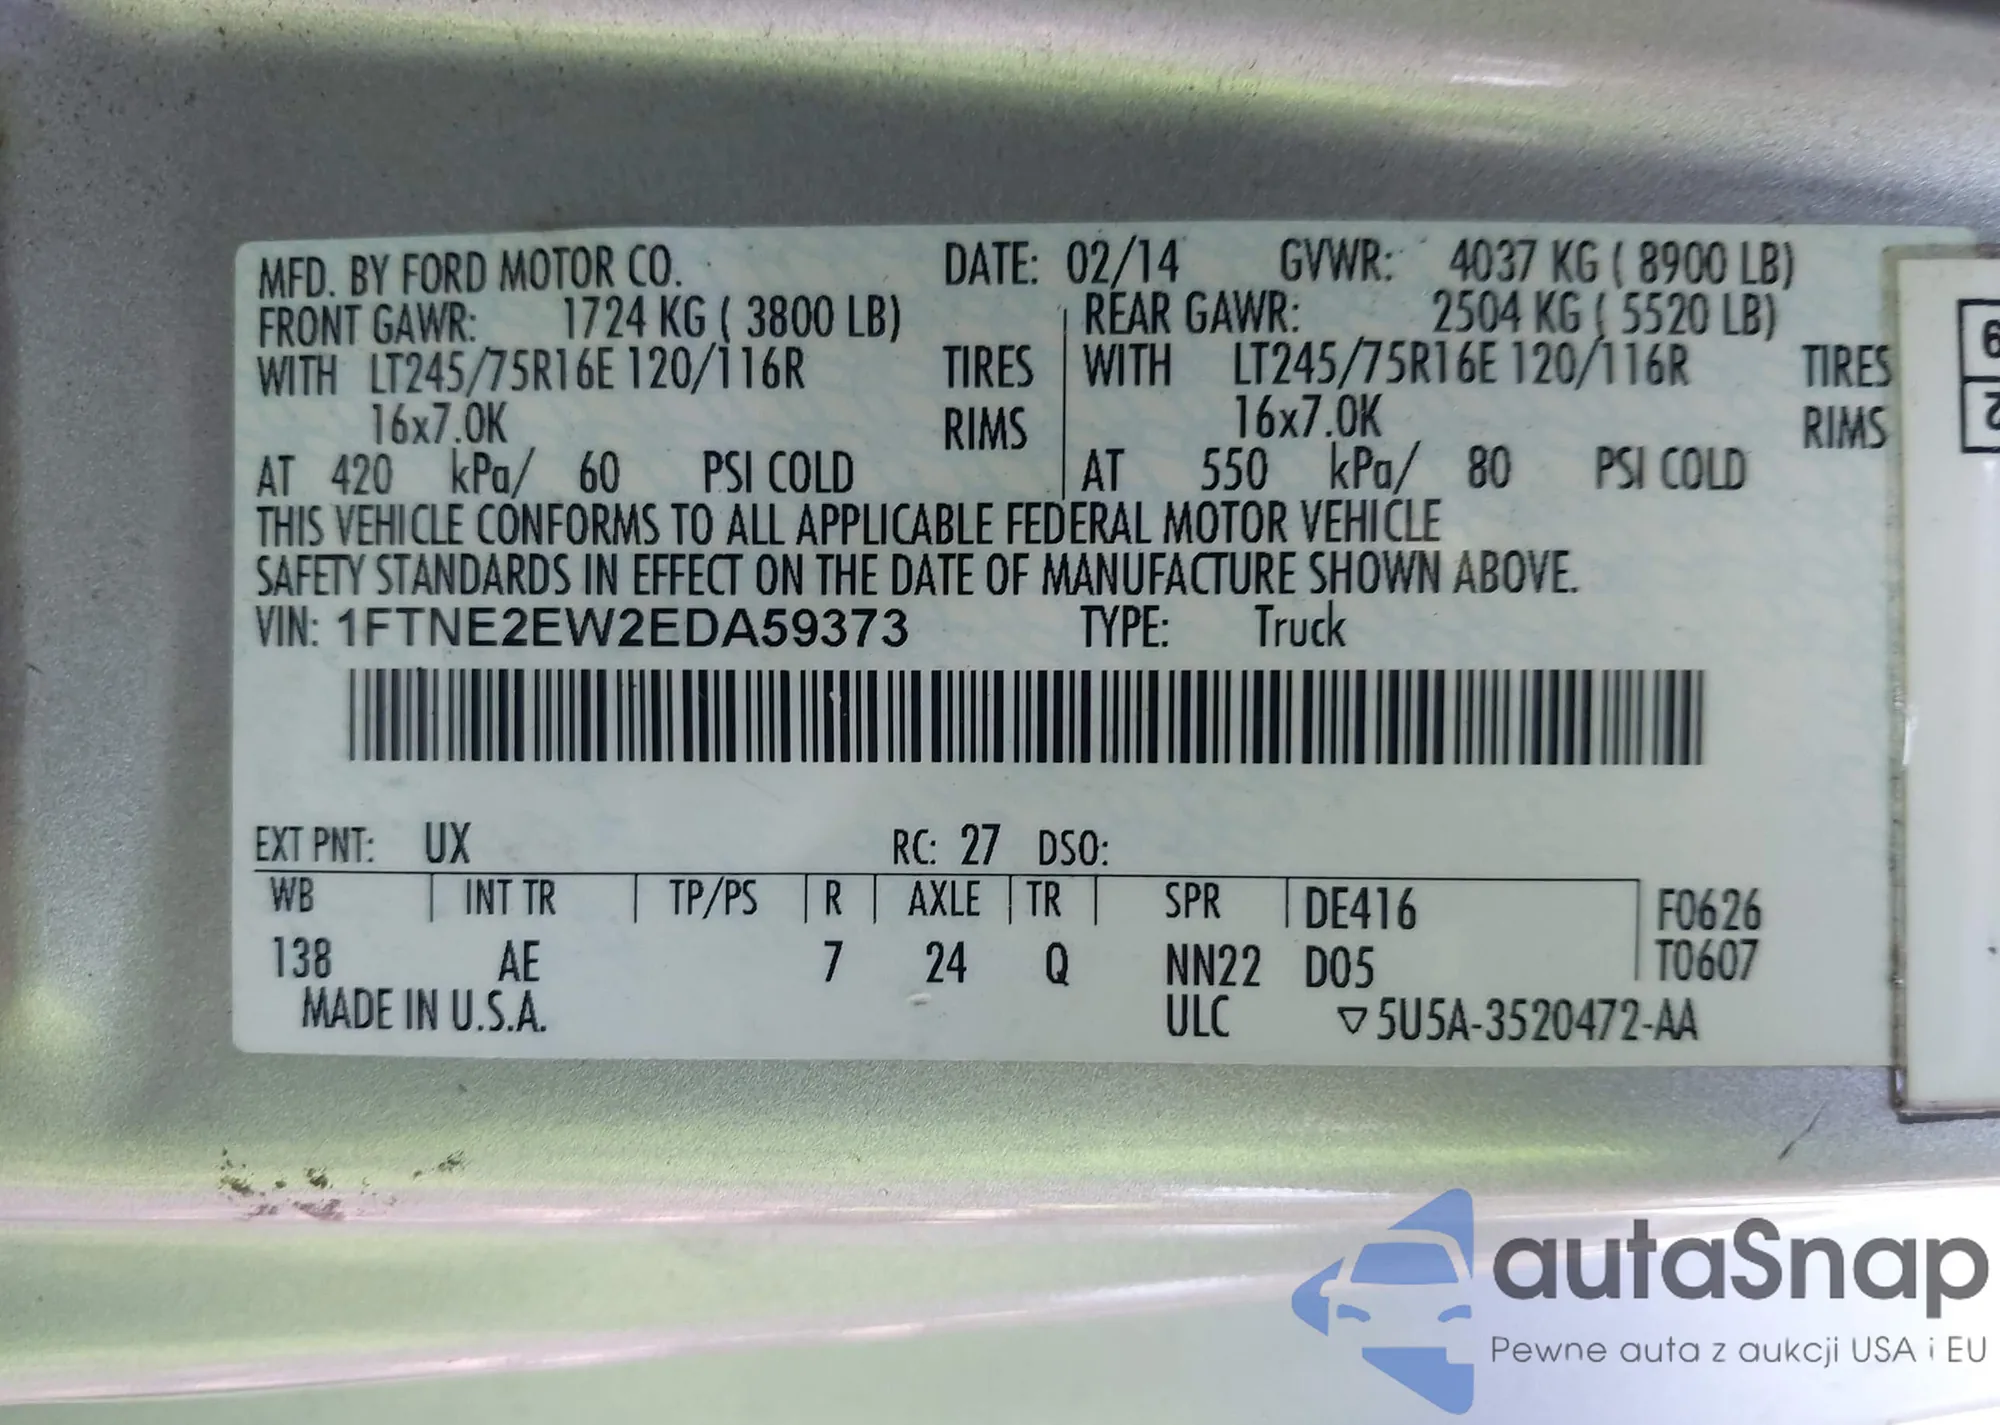 MFD. BY FORD MOTOR CO. DATE: 02/14 GVWR: 4037 KG ( 8900 LB)
FRONT GAWR: 1724 KG ( 3800 LB) REAR GAWR: 2504 KG ( 5520 LB)
WITH LT245/75R16E 120/116R TIRES WITH LT245/75R16E 120/116R TIRES
16x7.0K RIMS 16x7.0K RIMS
AT 420 kPa/ 60 PSI COLD AT 550 kPa/ 80 PSI COLD
THIS VEHICLE CONFORMS TO ALL APPLICABLE FEDERAL MOTOR VEHICLE
SAFETY STANDARDS IN EFFECT ON THE DATE OF MANUFACTURE SHOWN ABOVE.
VIN: 1FTNE2EW2EDA59373 TYPE: Truck
EXT PNT: UX RC: 27 DSO:
WB INT TR TP/PS R AXLE TR SPR DE416 F0626
138 AE 7 24 Q NN22 D05 T0607
MADE IN U.S.A. ULC ▽5U5A-3520472-AA
autaSnap
Pewne auta z aukcji USA i EU